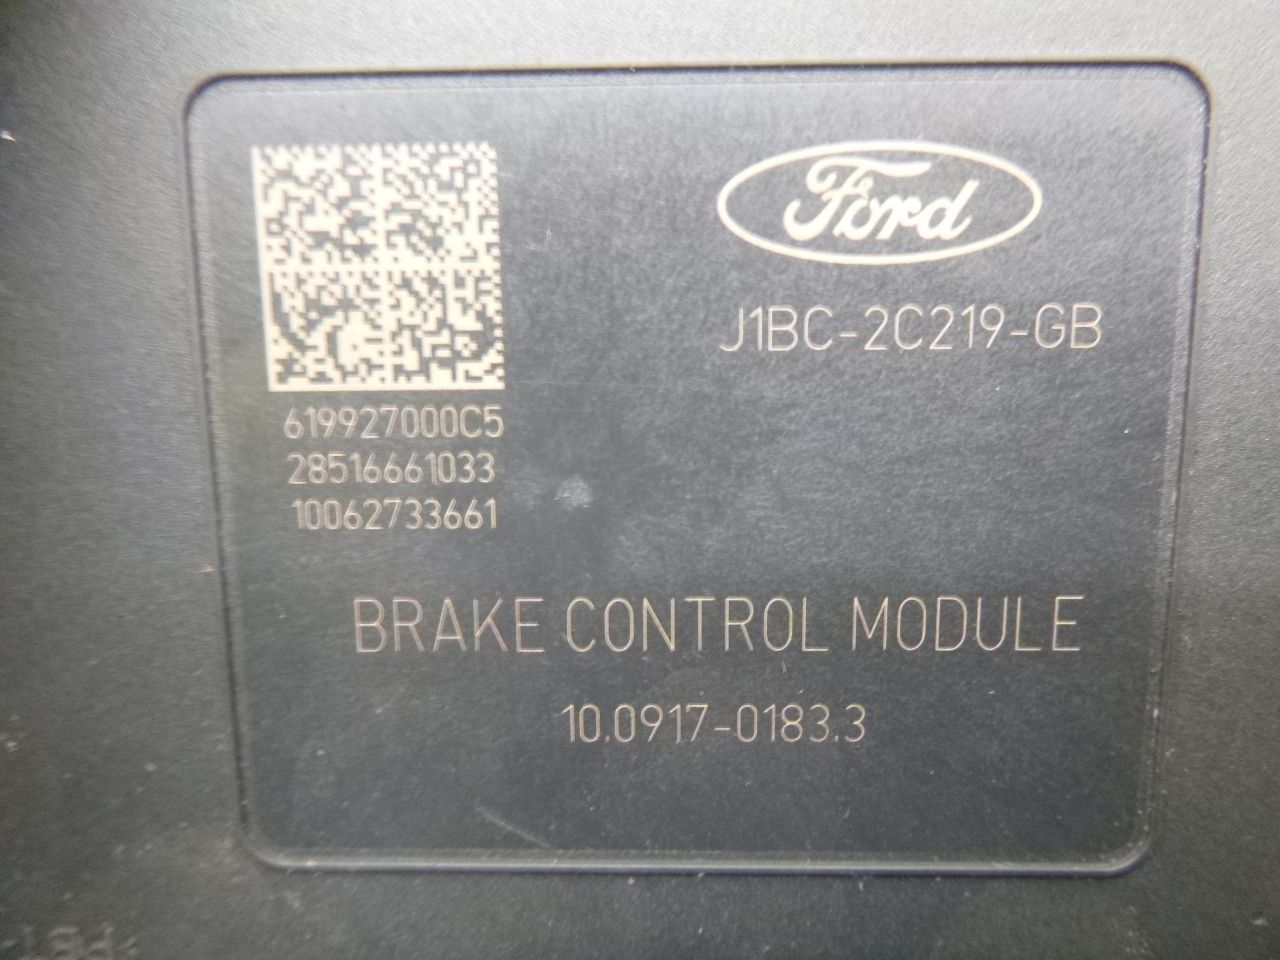 Ford
J1BC-2C219-GB
619927000C5
28516661033
10062733661
BRAKE CONTROL MODULE
10.0917-0183.3